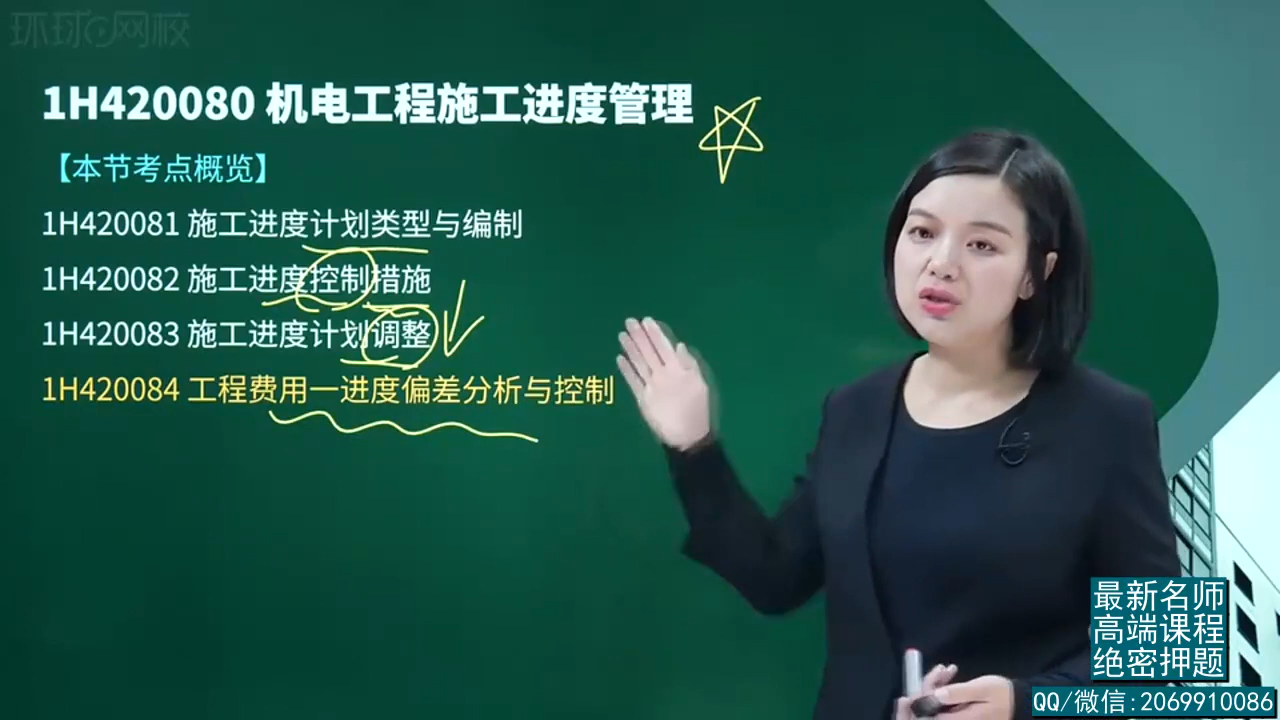 环球网校
1H420080 机电工程施工进度管理
【本节考点概览】
1H420081 施工进度计划类型与编制
1H420082 施工进度控制措施
1H420083 施工进度计划调整
1H420084 工程费用一进度偏差分析与控制
最新名师
高端课程
绝密押题
QQ/微信:2069910086